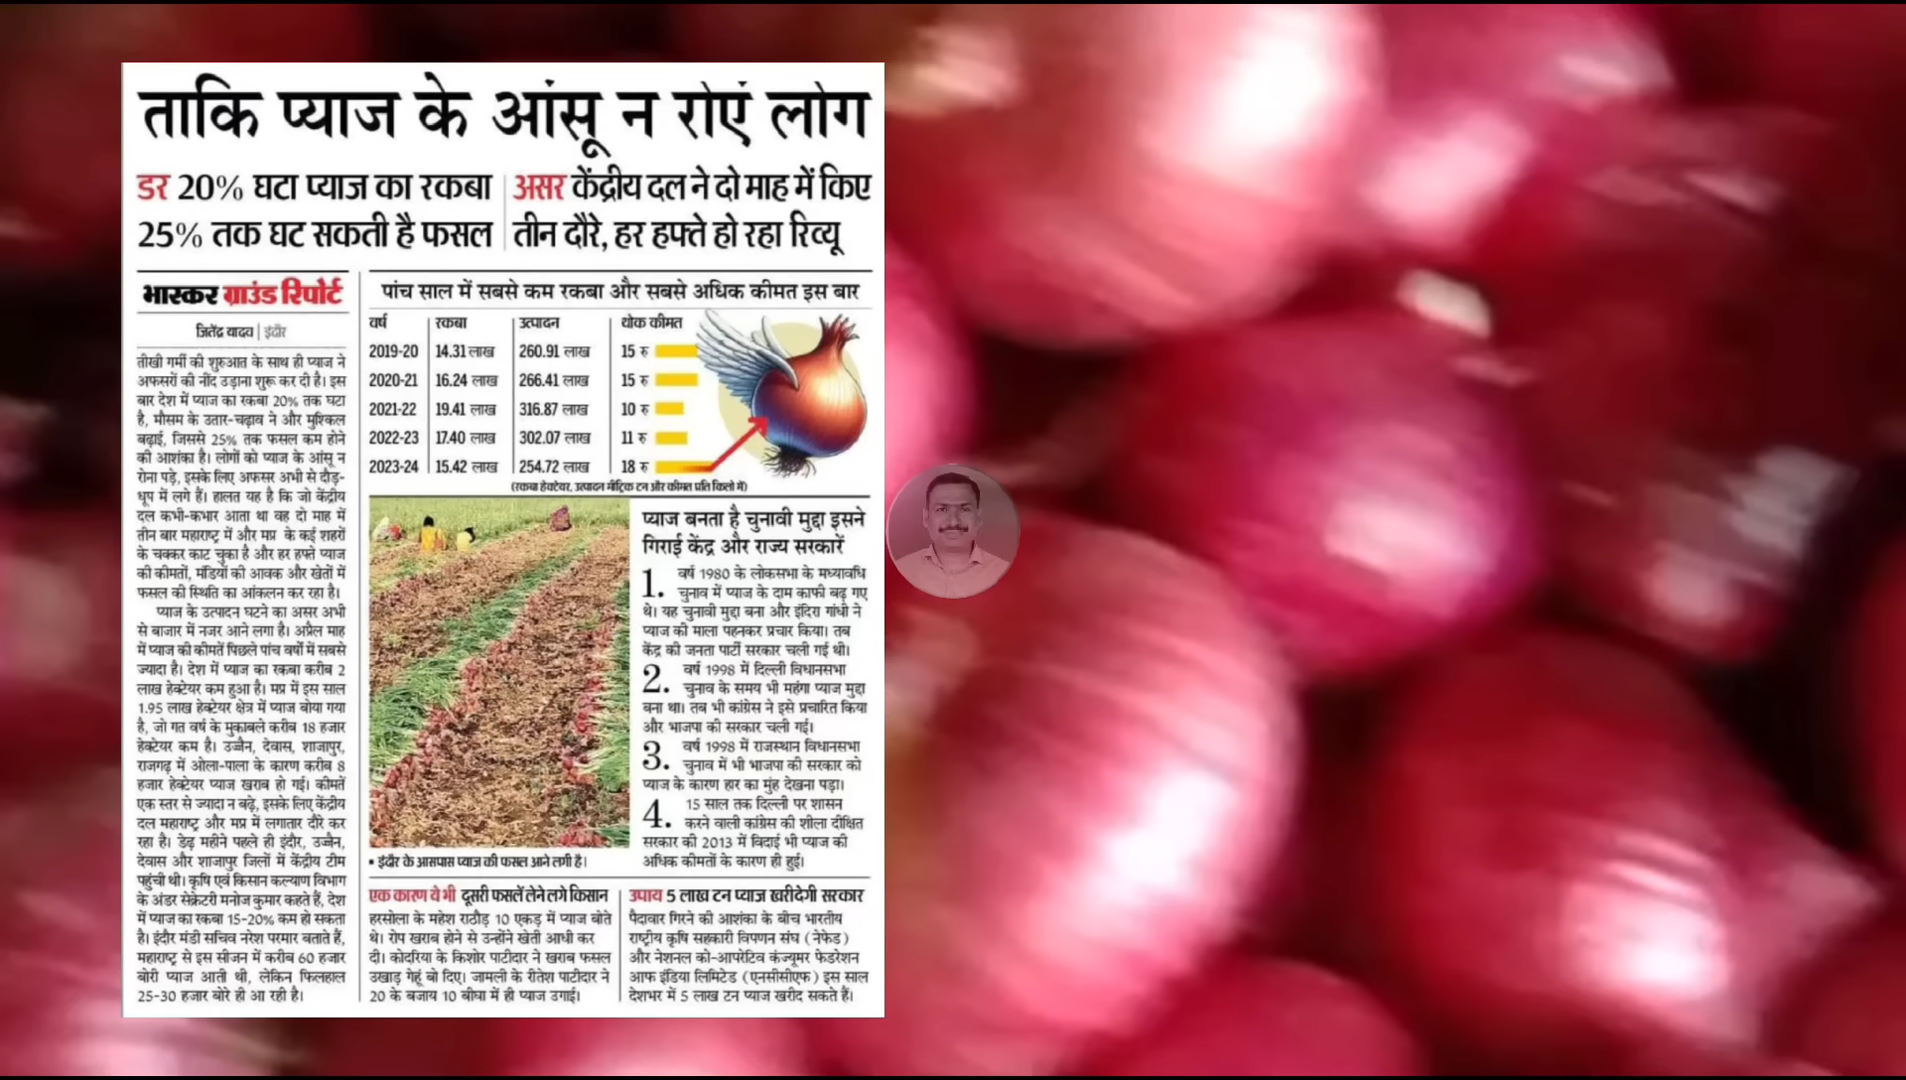 ताकि प्याज के आंसू न रोएं लोग
डर 20% घटा प्याज का रकबा
25% तक घट सकती है फसल
असर केंद्रीय दल ने दो माह में किए
तीन दौरे, हर हफ्ते हो रहा रिव्यू
भास्कर ग्राउंड रिपोर्ट
जितेंद्र यादव | इंदौर
तीखी गर्मी की शुरुआत के साथ ही प्याज ने
अफसरों की नींद उड़ाना शुरू कर दी है। इस
बार देश में प्याज का रकबा 20% तक घटा
है, मौसम के उतार-चढ़ाव ने और मुश्किल
बढ़ाई, जिससे 25% तक फसल कम होने
की आशंका है। लोगों को प्याज के आंसू न
रोना पड़े, इसके लिए अफसर अभी से दौड़-
धूप में लगे हैं। हालत यह है कि जो केंद्रीय
दल कभी-कभार आता था वह दो माह में
तीन बार महाराष्ट्र में और मप्र के कई शहरों
के चक्कर काट चुका है और हर हफ्ते प्याज
की कीमतों, मंडियों की आवक और खेतों में
फसल की स्थिति का आंकलन कर रहा है।
प्याज के उत्पादन घटने का असर अभी
से बाजार में नजर आने लगा है। अप्रैल माह
में प्याज की कीमतें पिछले पांच वर्षों में सबसे
ज्यादा है। देश में प्याज का रकबा करीब 2
लाख हेक्टेयर कम हुआ है। मप्र में इस साल
1.95 लाख हेक्टेयर क्षेत्र में प्याज बोया गया
है, जो गत वर्ष के मुकाबले करीब 18 हजार
हेक्टेयर कम है। उज्जैन, देवास, शाजापुर,
राजगढ़ में ओला-पाला के कारण करीब 8
हजार हेक्टेयर प्याज खराब हो गई। कीमतें
एक स्तर से ज्यादा न बढ़े, इसके लिए केंद्रीय
दल महाराष्ट्र और मप्र में लगातार दौरे कर
रहा है। डेढ़ महीने पहले ही इंदौर, उज्जैन,
देवास और शाजापुर जिलों में केंद्रीय टीम
पहुंची थी। कृषि एवं किसान कल्याण विभाग
के अंडर सेक्रेटरी मनोज कुमार कहते हैं, देश
में प्याज का रकबा 15-20% कम हो सकता
है। इंदौर मंडी सचिव नरेश परमार बताते हैं,
महाराष्ट्र से इस सीजन में करीब 60 हजार
बोरी प्याज आती थी, लेकिन फिलहाल
25-30 हजार बोरे ही आ रही है।
पांच साल में सबसे कम रकबा और सबसे अधिक कीमत इस बार
वर्ष रकबा उत्पादन थोक कीमत
2019-20 14.31 लाख 260.91 लाख 15 रु
2020-21 16.24 लाख 266.41 लाख 15 रु
2021-22 19.41 लाख 316.87 लाख 10 रु
2022-23 17.40 लाख 302.07 लाख 11 रु
2023-24 15.42 लाख 254.72 लाख 18 रु
(रकबा हेक्टेयर, उत्पादन मीट्रिक टन और कीमत प्रति किलो में)
• इंदौर के आसपास प्याज की फसल आने लगी है।
प्याज बनता है चुनावी मुद्दा इसने
गिराई केंद्र और राज्य सरकारें
1. वर्ष 1980 के लोकसभा के मध्यावधि
चुनाव में प्याज के दाम काफी बढ़ गए
थे। यह चुनावी मुद्दा बना और इंदिरा गांधी ने
प्याज की माला पहनकर प्रचार किया। तब
केंद्र की जनता पार्टी सरकार चली गई थी।
2. वर्ष 1998 में दिल्ली विधानसभा
चुनाव के समय भी महंगा प्याज मुद्दा
बना था। तब भी कांग्रेस ने इसे प्रचारित किया
और भाजपा की सरकार चली गई।
3. वर्ष 1998 में राजस्थान विधानसभा
चुनाव में भी भाजपा की सरकार को
प्याज के कारण हार का मुंह देखना पड़ा।
4. 15 साल तक दिल्ली पर शासन
करने वाली कांग्रेस की शीला दीक्षित
सरकार की 2013 में विदाई भी प्याज की
अधिक कीमतों के कारण ही हुई।
एक कारण ये भी दूसरी फसलें लेने लगे किसान
हरसोला के महेश राठौड़ 10 एकड़ में प्याज बोते
थे। रोप खराब होने से उन्होंने खेती आधी कर
दी। कोदरिया के किशोर पाटीदार ने खराब फसल
उखाड़ गेहूं बो दिए। जामली के रीतेश पाटीदार ने
20 के बजाय 10 बीघा में ही प्याज उगाई।
उपाय 5 लाख टन प्याज खरीदेगी सरकार
पैदावार गिरने की आशंका के बीच भारतीय
राष्ट्रीय कृषि सहकारी विपणन संघ (नेफेड)
और नेशनल को-आपरेटिव कंज्यूमर फेडरेशन
आफ इंडिया लिमिटेड (एनसीसीएफ) इस साल
देशभर में 5 लाख टन प्याज खरीद सकते हैं।